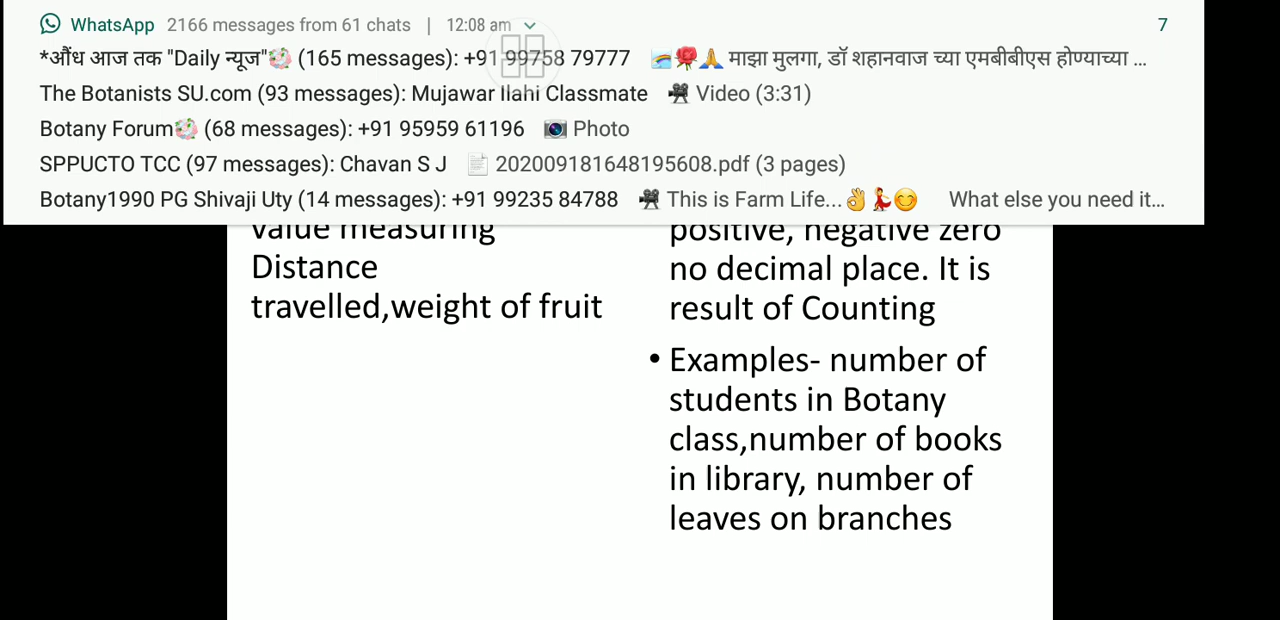 WhatsApp 2166 messages from 61 chats | 12:08 am 7
*औंध आज तक "Daily न्यूज"🍥 (165 messages): +91 99758 79777 🌈🌹🙏 माझा मुलगा, डॉ शहानवाज च्या एमबीबीएस होण्याच्या ...
The Botanists SU.com (93 messages): Mujawar Ilahi Classmate 🎥 Video (3:31)
Botany Forum🍥 (68 messages): +91 95959 61196 📷 Photo
SPPUCTO TCC (97 messages): Chavan S J 📄 202009181648195608.pdf (3 pages)
Botany1990 PG Shivaji Uty (14 messages): +91 99235 84788 🎥 This is Farm Life...👌💃😊 What else you need it...
value measuring
Distance
travelled,weight of fruit
positive, negative zero
no decimal place. It is
result of Counting
• Examples- number of
students in Botany
class,number of books
in library, number of
leaves on branches